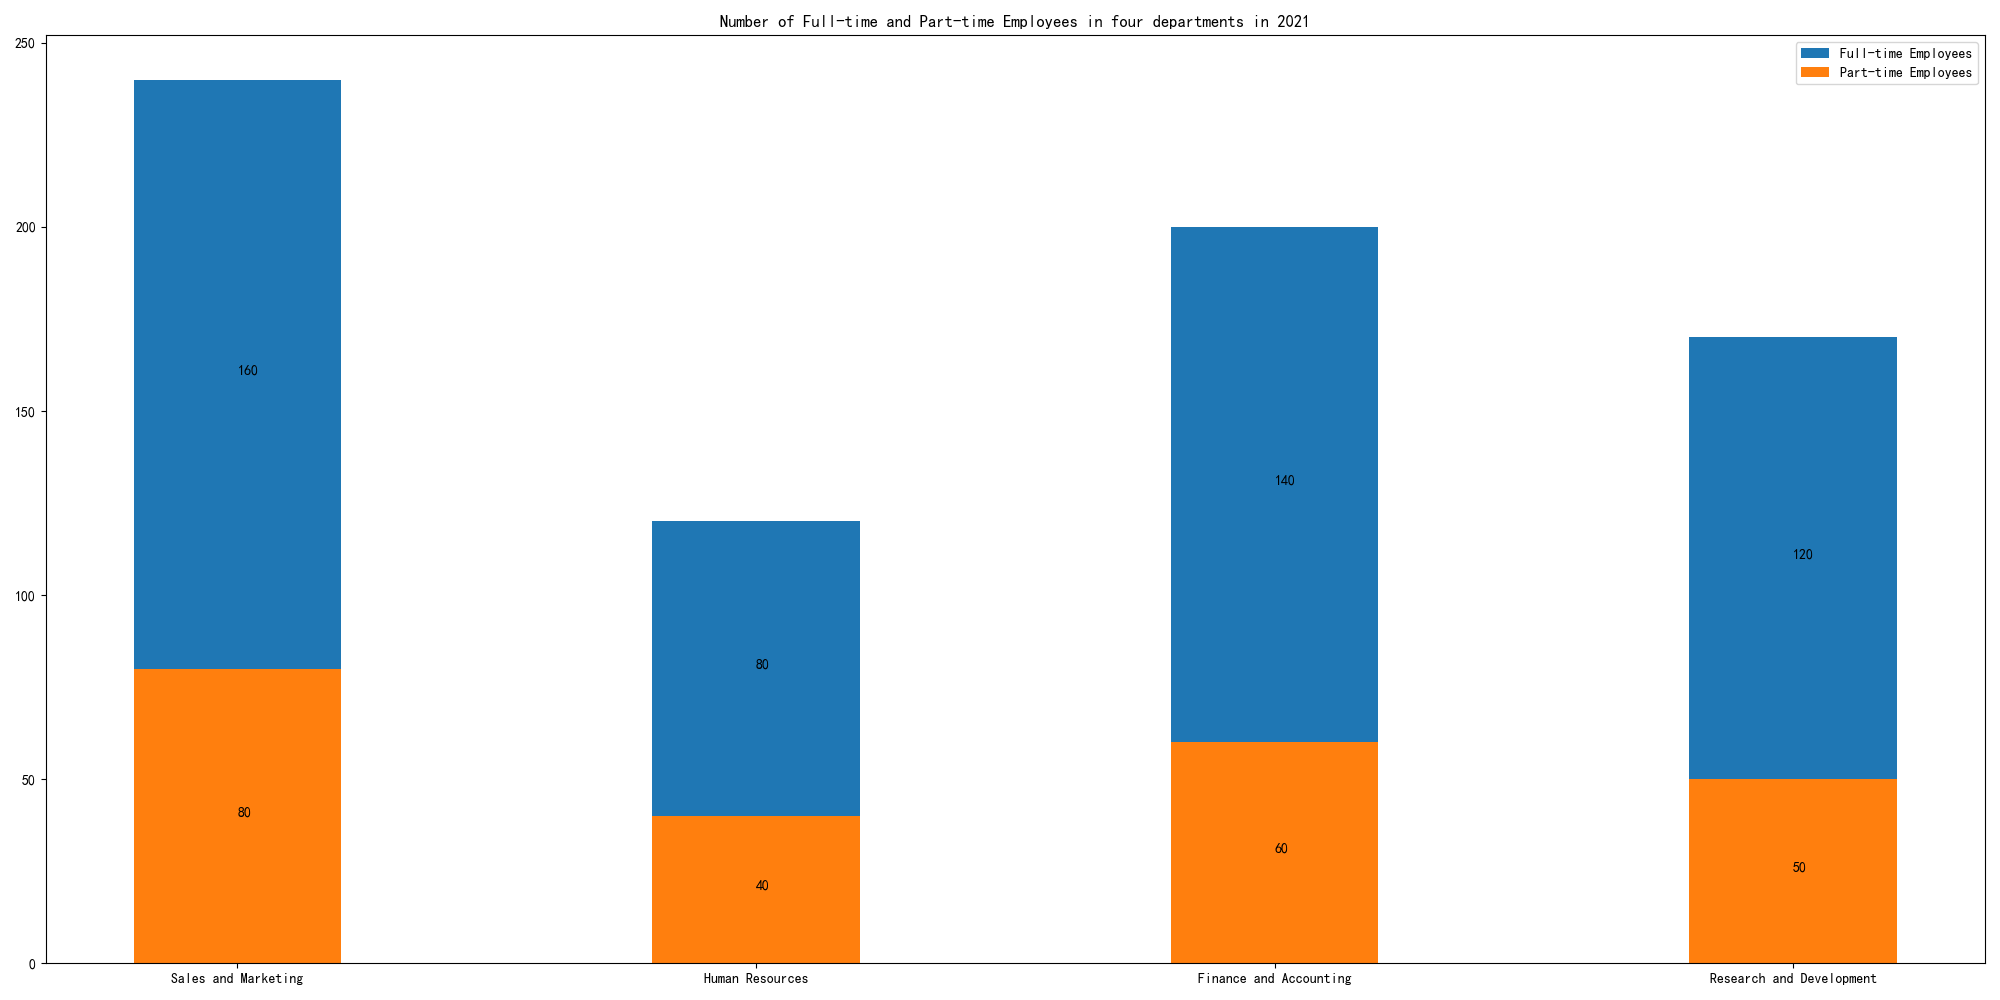 Number of Full-time and Part-time Employees in four departments in 2021
Full-time Employees
Part-time Employees
250
200
150
100
50
0
160
80
80
40
140
60
120
50
Sales and Marketing
Human Resources
Finance and Accounting
Research and Development